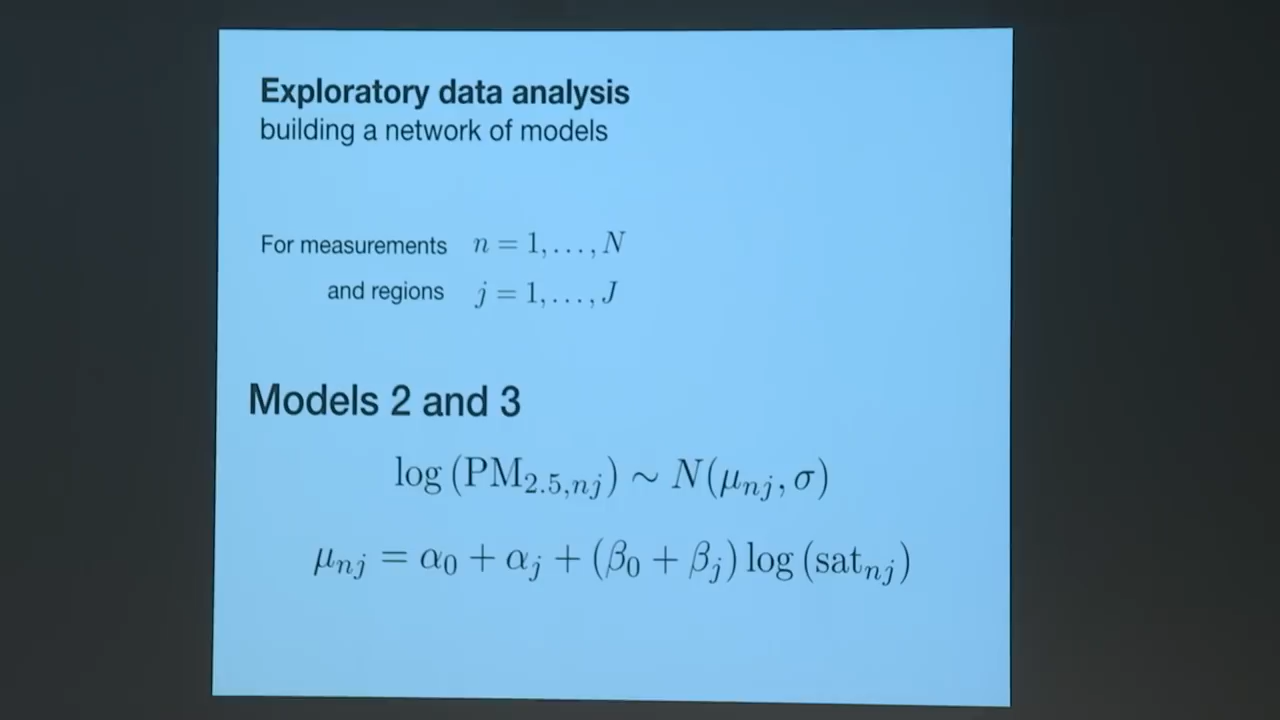 Exploratory data analysis
building a network of models
For measurements n = 1, . . . , N
and regions j = 1, . . . , J
Models 2 and 3
log (PM₂.₅,ₙⱼ) ∼ N(μₙⱼ, σ)
μₙⱼ = α₀ + αⱼ + (β₀ + βⱼ) log (satₙⱼ)